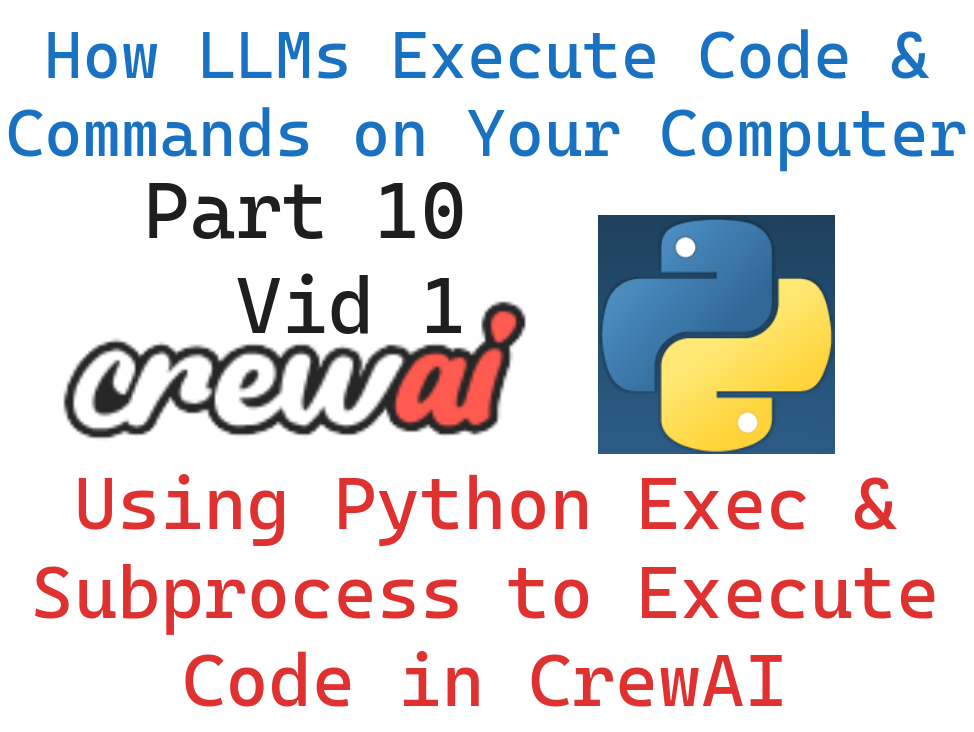 How LLMs Execute Code &
Commands on Your Computer
Part 10
Vid 1
crewai
Using Python Exec &
Subprocess to Execute
Code in CrewAI